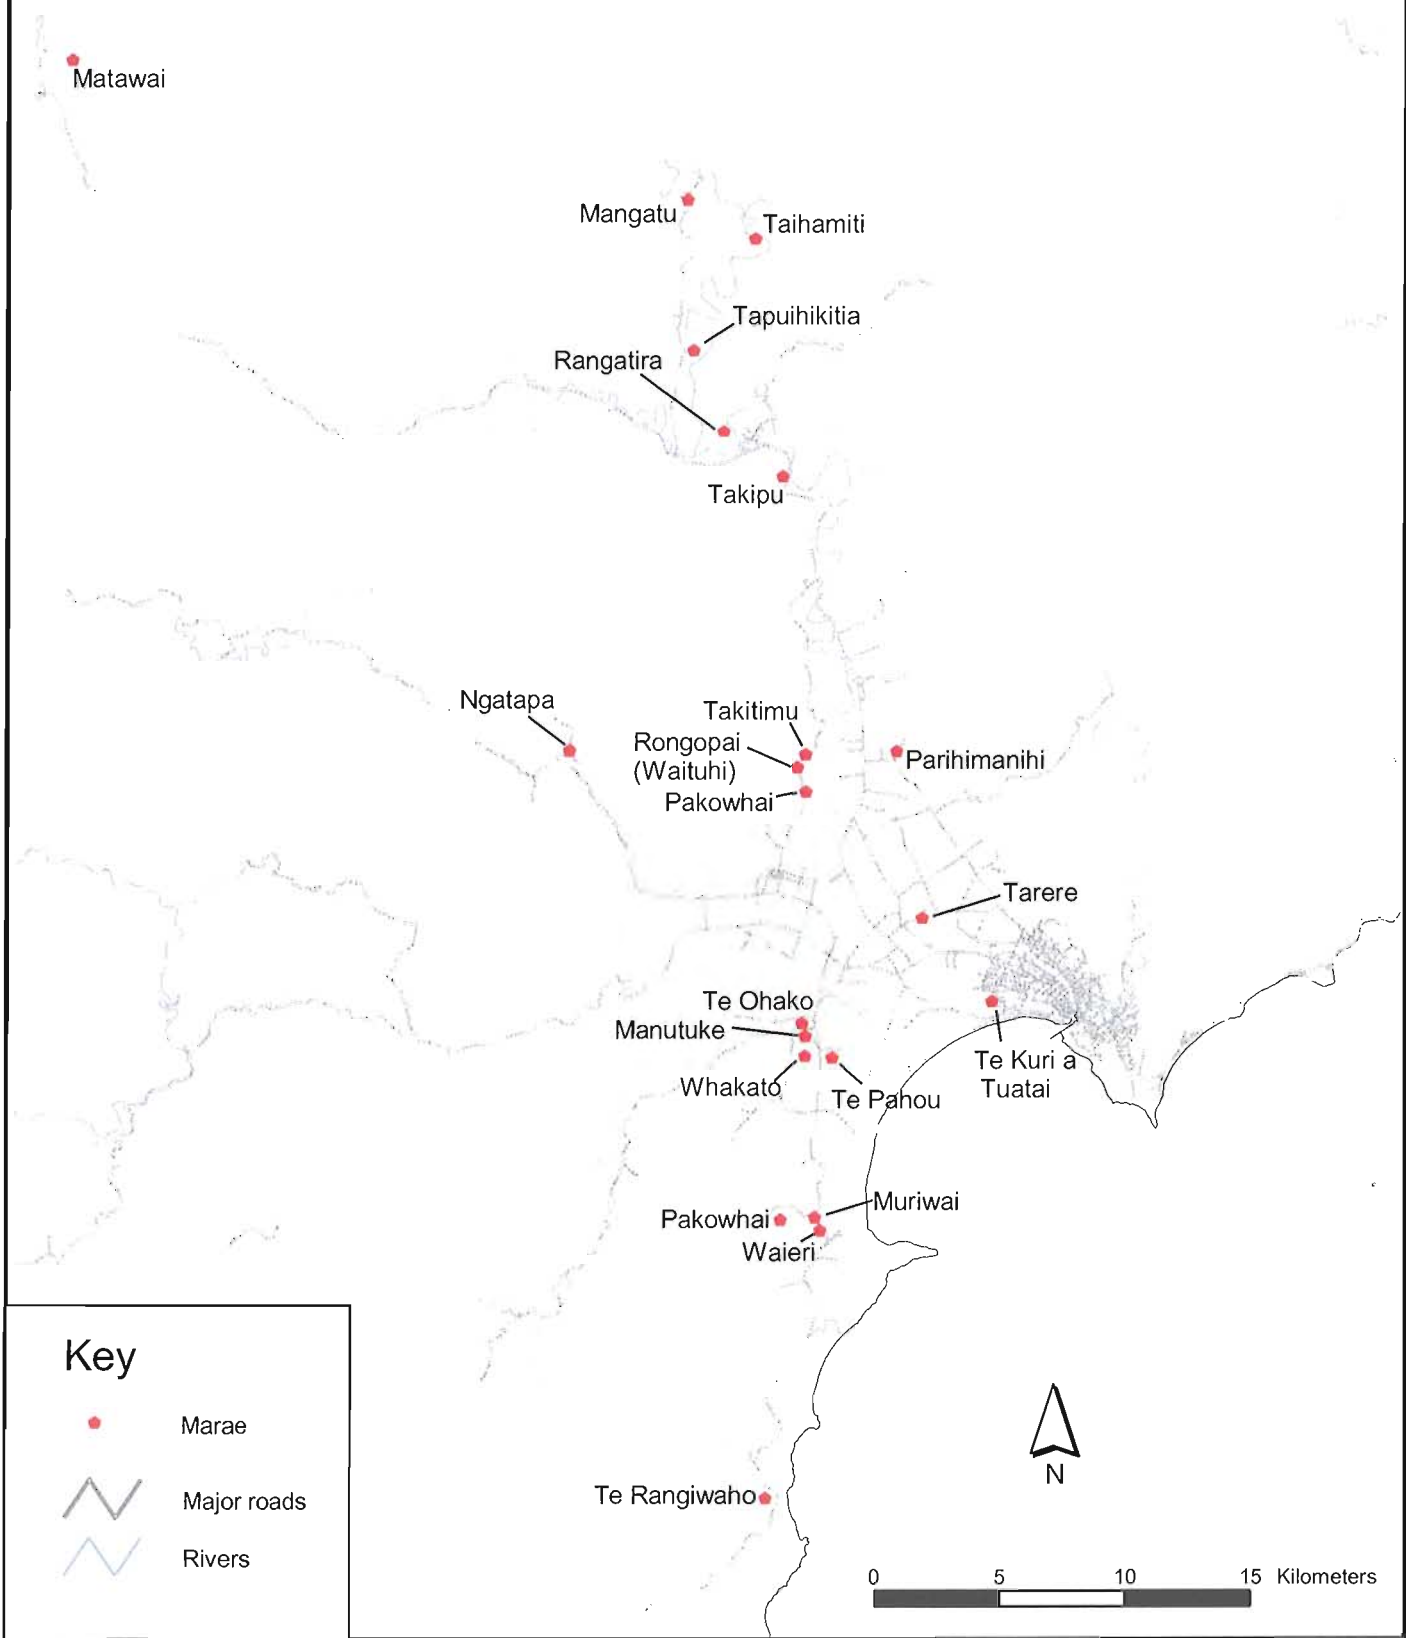 Matawai
Mangatu
Taihamiti
Tapuihikitia
Rangatira
Takipu
Ngatapa
Takitimu
Rongopai
(Waituhi)
Pakowhai
Parihimanihi
Tarere
Te Ohako
Manutuke
Whakato
Te Pahou
Te Kuri a
Tuatai
Muriwai
Pakowhai
Waieri
Te Rangiwaho
Key
Marae
Major roads
Rivers
N
0 5 10 15 Kilometers